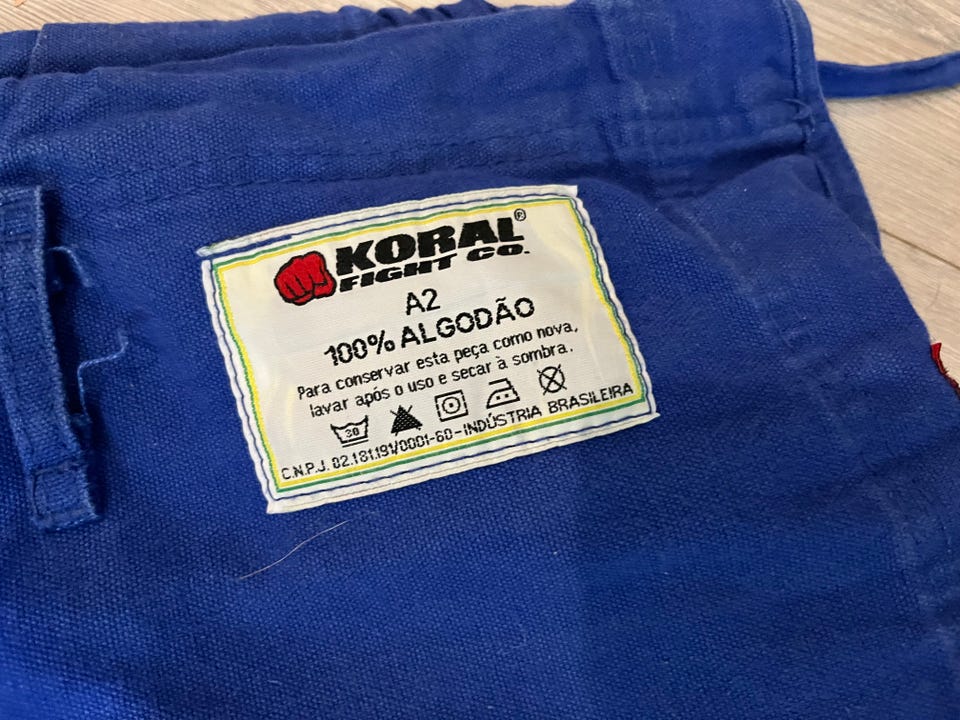 KORAL®
FIGHT CO.
A2
100% ALGODÃO
Para conservar esta peça como nova,
lavar após o uso e secar à sombra.
30
C.N.P.J. 02.181.191/0001-60-INDÚSTRIA BRASILEIRA